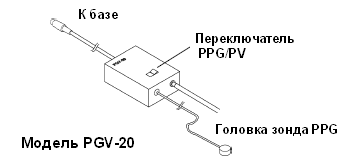 К базе
Переключатель
PPG/PV
Головка зонда PPG
Модель PGV-20